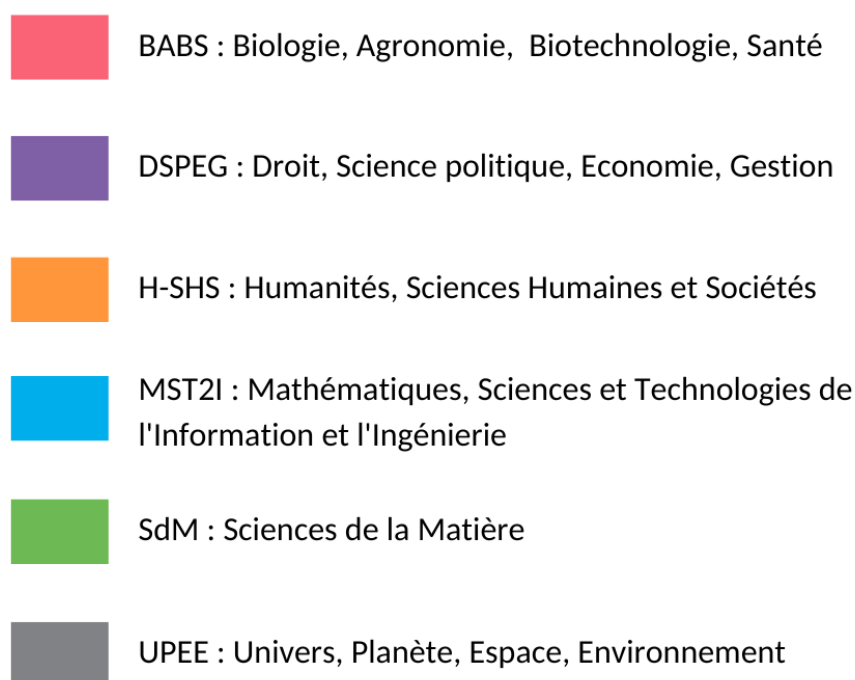 BABS : Biologie, Agronomie,  Biotechnologie, Santé
DSPEG : Droit, Science politique, Economie, Gestion
H-SHS : Humanités, Sciences Humaines et Sociétés
MST2I : Mathématiques, Sciences et Technologies de
l'Information et l'Ingénierie
SdM : Sciences de la Matière
UPEE : Univers, Planète, Espace, Environnement